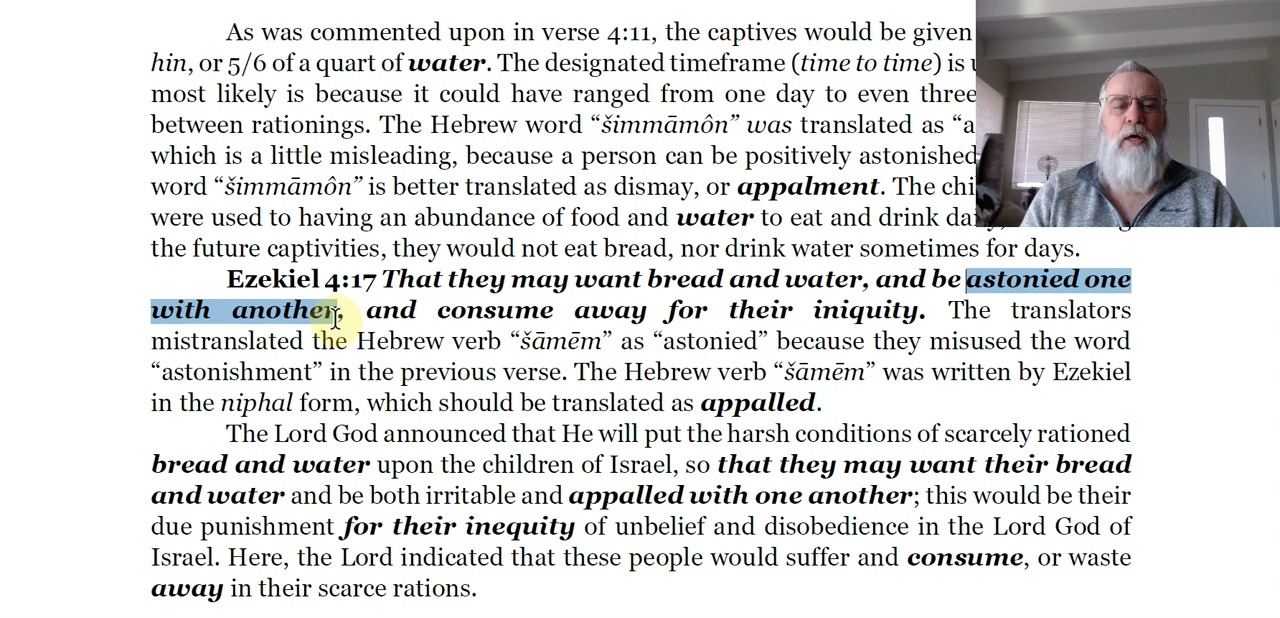 As was commented upon in verse 4:11, the captives would be given
hin, or 5/6 of a quart of water. The designated timeframe (time to time) is
most likely is because it could have ranged from one day to even three
between rationings. The Hebrew word “šimmāmôn” was translated as “a
which is a little misleading, because a person can be positively astonished
word “šimmāmôn” is better translated as dismay, or appalment. The chi
were used to having an abundance of food and water to eat and drink dai
the future captivities, they would not eat bread, nor drink water sometimes for days.
Ezekiel 4:17 That they may want bread and water, and be astonied one
with another, and consume away for their iniquity. The translators
mistranslated the Hebrew verb “šāmēm” as “astonied” because they misused the word
“astonishment” in the previous verse. The Hebrew verb “šāmēm” was written by Ezekiel
in the niphal form, which should be translated as appalled.
The Lord God announced that He will put the harsh conditions of scarcely rationed
bread and water upon the children of Israel, so that they may want their bread
and water and be both irritable and appalled with one another; this would be their
due punishment for their inequity of unbelief and disobedience in the Lord God of
Israel. Here, the Lord indicated that these people would suffer and consume, or waste
away in their scarce rations.